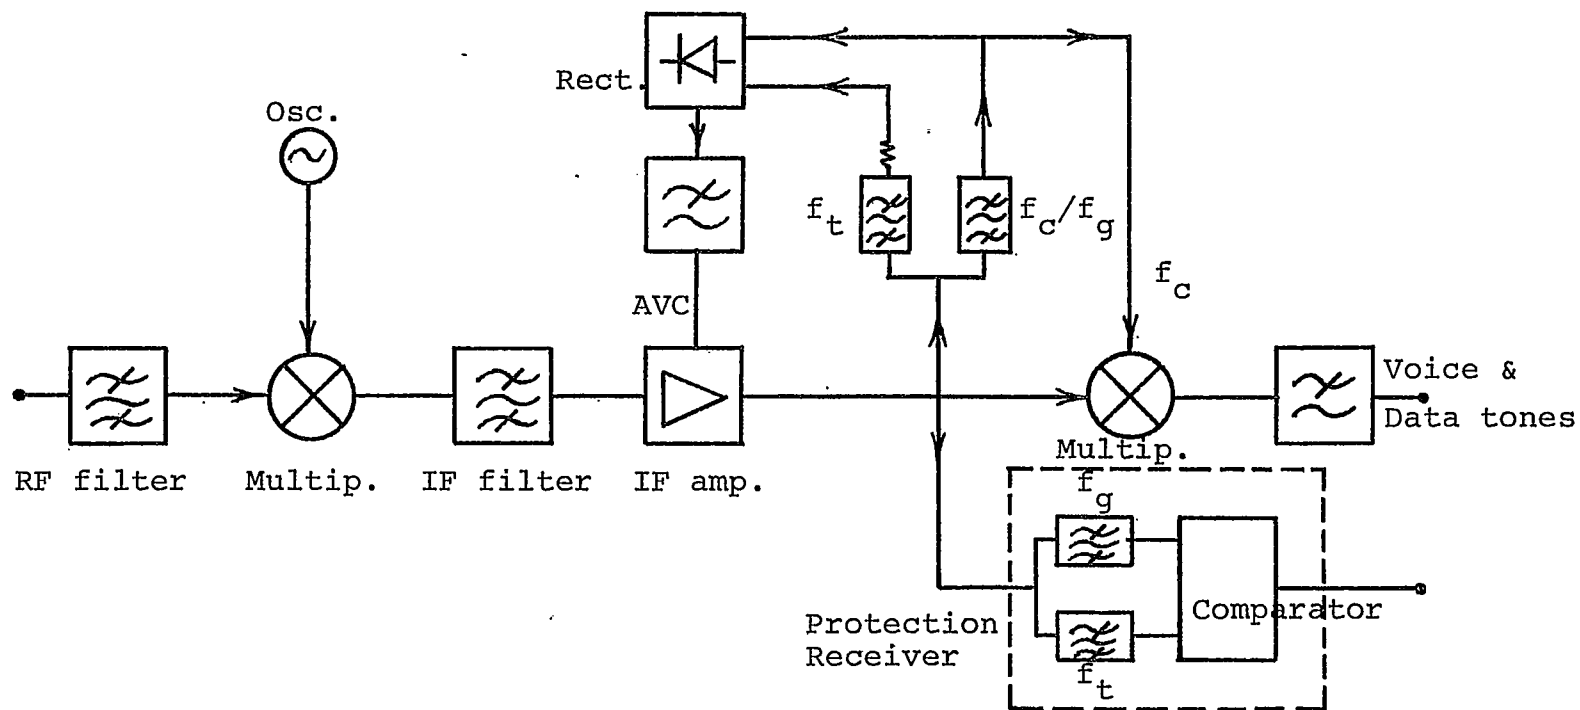 Rect.
Osc.
f_t
f_c/f_g
f_c
AVC
Voice &
Data tones
Multip.
RF filter
Multip.
IF filter
IF amp.
f_g
Comparator
Protection
Receiver
f_t